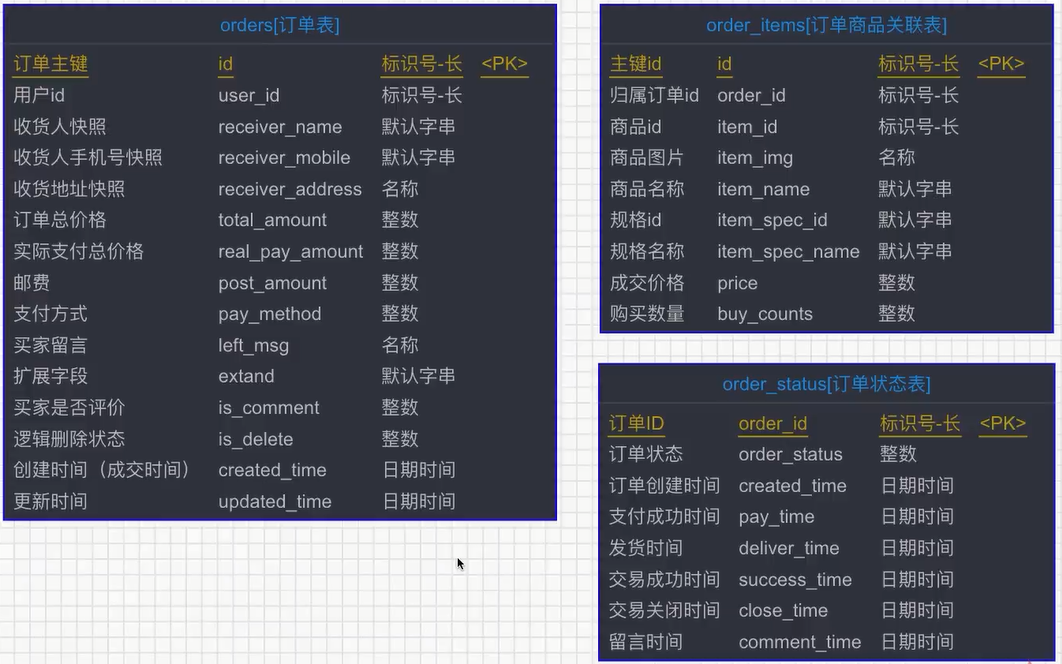 orders[订单表]
订单主键 id 标识号-长 <PK>
用户id user_id 标识号-长
收货人快照 receiver_name 默认字串
收货人手机号快照 receiver_mobile 默认字串
收货地址快照 receiver_address 名称
订单总价格 total_amount 整数
实际支付总价格 real_pay_amount 整数
邮费 post_amount 整数
支付方式 pay_method 整数
买家留言 left_msg 名称
扩展字段 extand 默认字串
买家是否评价 is_comment 整数
逻辑删除状态 is_delete 整数
创建时间（成交时间） created_time 日期时间
更新时间 updated_time 日期时间
order_items[订单商品关联表]
主键id id 标识号-长 <PK>
归属订单id order_id 标识号-长
商品id item_id 标识号-长
商品图片 item_img 名称
商品名称 item_name 默认字串
规格id item_spec_id 默认字串
规格名称 item_spec_name 默认字串
成交价格 price 整数
购买数量 buy_counts 整数
order_status[订单状态表]
订单ID order_id 标识号-长 <PK>
订单状态 order_status 整数
订单创建时间 created_time 日期时间
支付成功时间 pay_time 日期时间
发货时间 deliver_time 日期时间
交易成功时间 success_time 日期时间
交易关闭时间 close_time 日期时间
留言时间 comment_time 日期时间